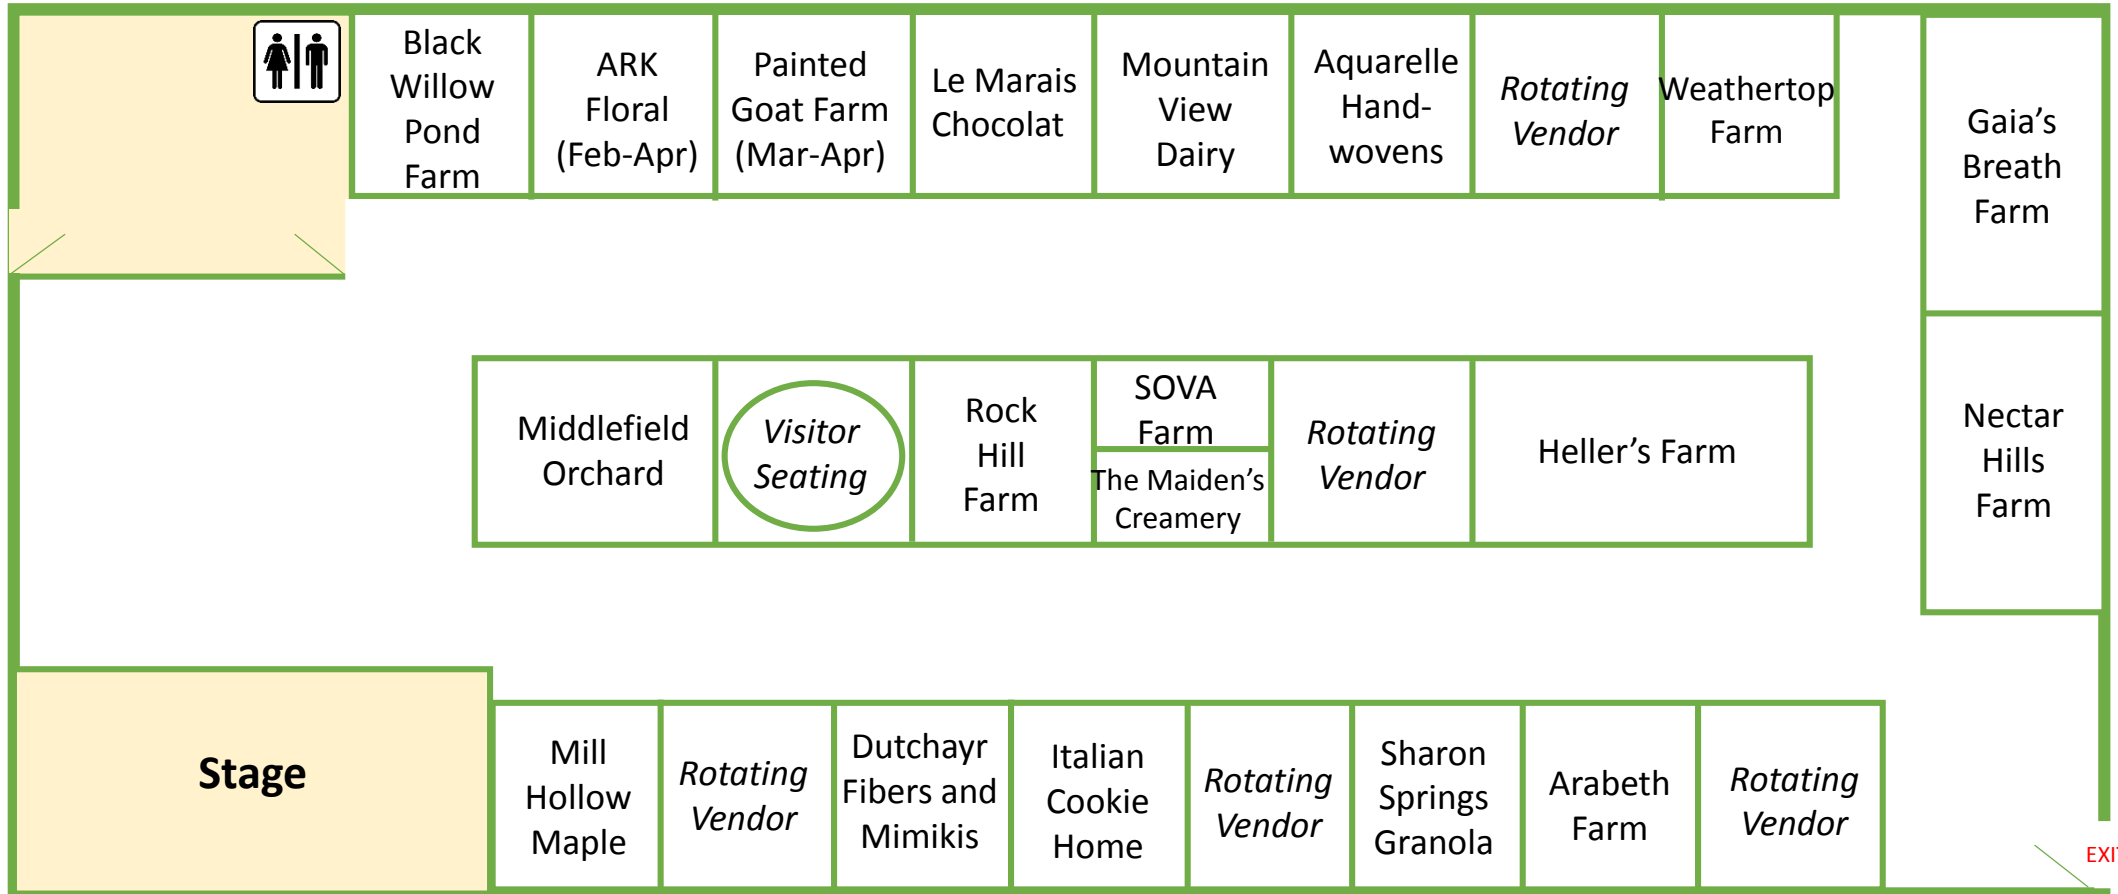 Black
Willow
Pond
Farm
ARK
Floral
(Feb-Apr)
Painted
Goat Farm
(Mar-Apr)
Le Marais
Chocolat
Mountain
View
Dairy
Aquarelle
Hand-
wovens
Rotating
Vendor
Weathertop
Farm
Gaia's
Breath
Farm
Middlefield
Orchard
Visitor
Seating
Rock
Hill
Farm
SOVA
Farm
The Maiden's
Creamery
Rotating
Vendor
Heller's Farm
Nectar
Hills
Farm
Stage
Mill
Hollow
Maple
Rotating
Vendor
Dutchayr
Fibers and
Mimikis
Italian
Cookie
Home
Rotating
Vendor
Sharon
Springs
Granola
Arabeth
Farm
Rotating
Vendor
EXIT